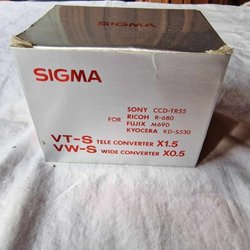 SIGMA
SONY CCD-TR55
FOR RICOH R-680
FUJIX M690
KYOCERA KD-S530
VT-S TELE CONVERTER X1.5
VW-S WIDE CONVERTER X0.5